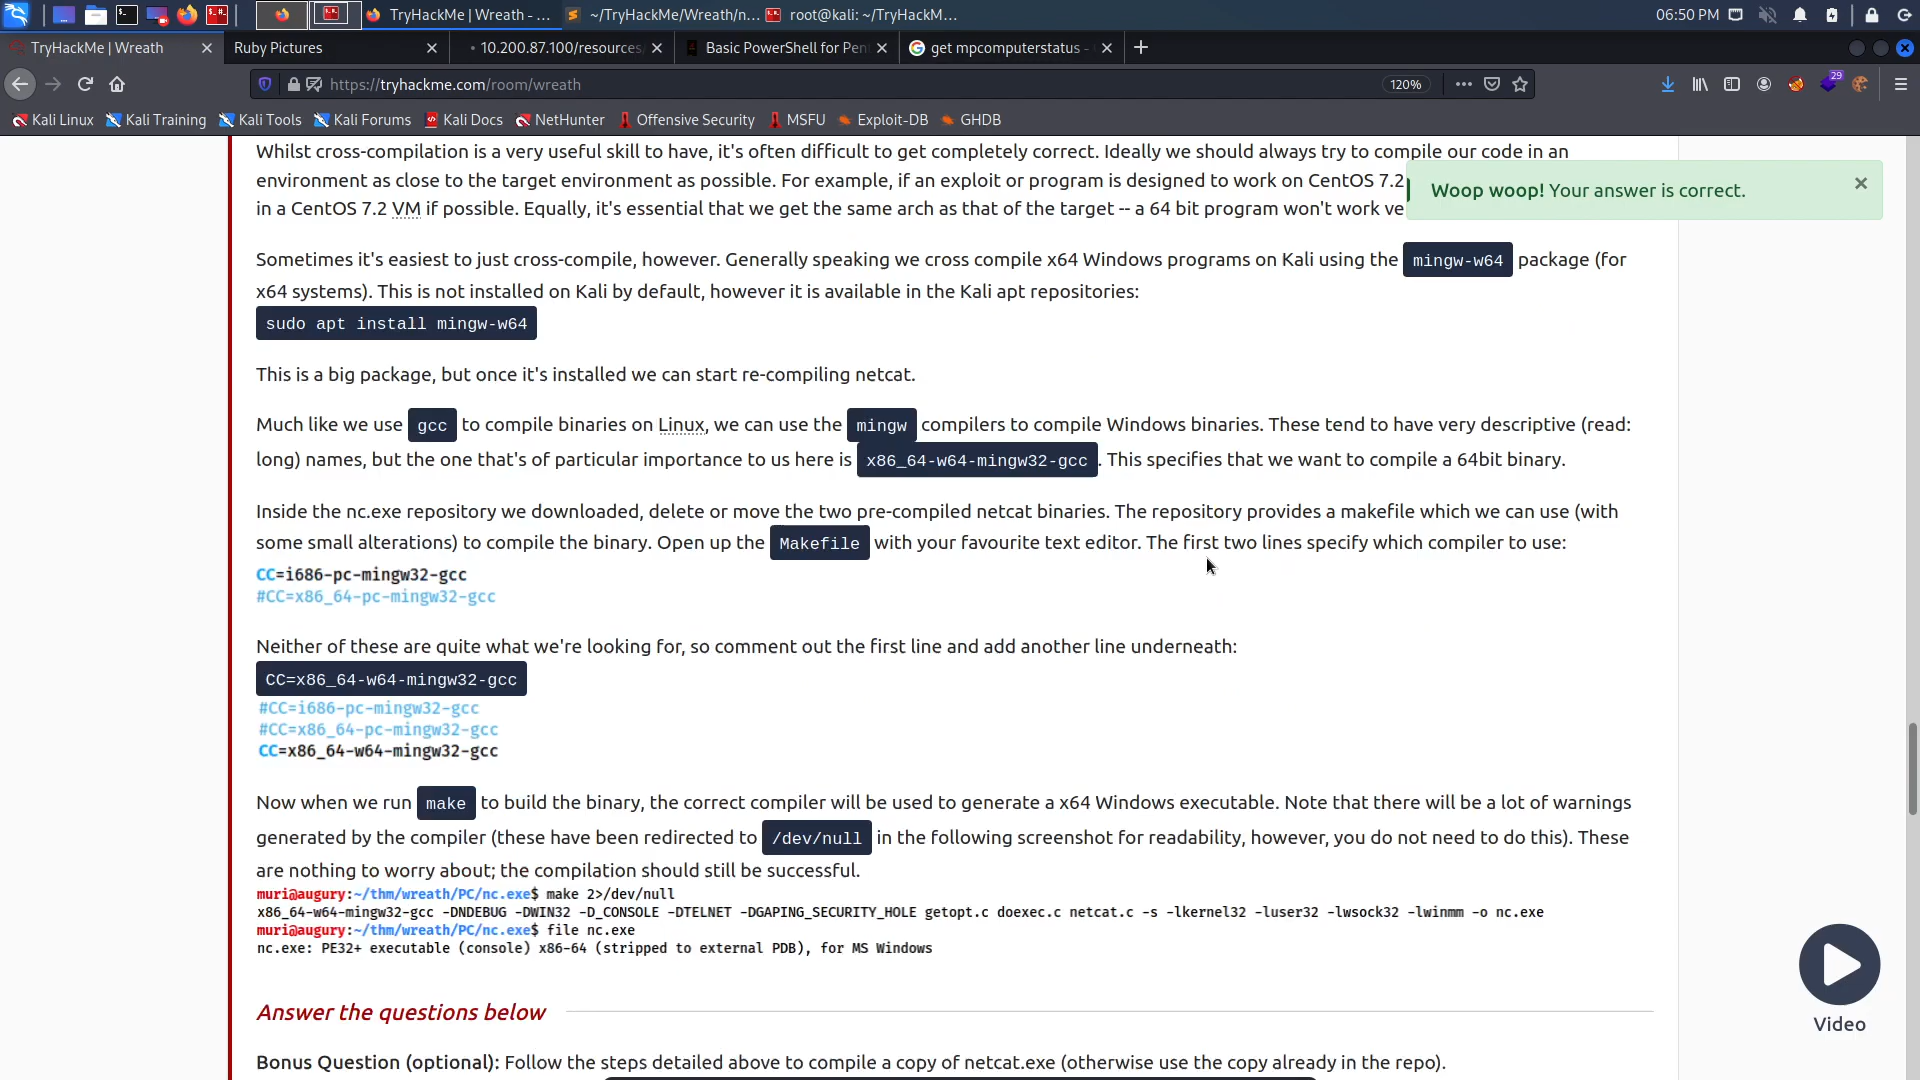 TryHackMe | Wreath - ...
~/TryHackMe/Wreath/n...
root@kali: ~/TryHackM...
06:50 PM
TryHackMe | Wreath
Ruby Pictures
10.200.87.100/resources
Basic PowerShell for Pen
get mpcomputerstatus -
https://tryhackme.com/room/wreath
120%
29
Kali Linux
Kali Training
Kali Tools
Kali Forums
Kali Docs
NetHunter
Offensive Security
MSFU
Exploit-DB
GHDB
Whilst cross-compilation is a very useful skill to have, it's often difficult to get completely correct. Ideally we should always try to compile our code in an
environment as close to the target environment as possible. For example, if an exploit or program is designed to work on CentOS 7.2
in a CentOS 7.2 VM if possible. Equally, it's essential that we get the same arch as that of the target -- a 64 bit program won't work ve
Woop woop! Your answer is correct.
Sometimes it's easiest to just cross-compile, however. Generally speaking we cross compile x64 Windows programs on Kali using the mingw-w64 package (for
x64 systems). This is not installed on Kali by default, however it is available in the Kali apt repositories:
sudo apt install mingw-w64
This is a big package, but once it's installed we can start re-compiling netcat.
Much like we use gcc to compile binaries on Linux, we can use the mingw compilers to compile Windows binaries. These tend to have very descriptive (read:
long) names, but the one that's of particular importance to us here is x86_64-w64-mingw32-gcc. This specifies that we want to compile a 64bit binary.
Inside the nc.exe repository we downloaded, delete or move the two pre-compiled netcat binaries. The repository provides a makefile which we can use (with
some small alterations) to compile the binary. Open up the Makefile with your favourite text editor. The first two lines specify which compiler to use:
CC=i686-pc-mingw32-gcc
#CC=x86_64-pc-mingw32-gcc
Neither of these are quite what we're looking for, so comment out the first line and add another line underneath:
CC=x86_64-w64-mingw32-gcc
#CC=i686-pc-mingw32-gcc
#CC=x86_64-pc-mingw32-gcc
CC=x86_64-w64-mingw32-gcc
Now when we run make to build the binary, the correct compiler will be used to generate a x64 Windows executable. Note that there will be a lot of warnings
generated by the compiler (these have been redirected to /dev/null in the following screenshot for readability, however, you do not need to do this). These
are nothing to worry about; the compilation should still be successful.
muri@augury:~/thm/wreath/PC/nc.exe$ make 2>/dev/null
x86_64-w64-mingw32-gcc -DNDEBUG -DWIN32 -D_CONSOLE -DTELNET -DGAPING_SECURITY_HOLE getopt.c doexec.c netcat.c -s -lkernel32 -luser32 -lwsock32 -lwinmm -o nc.exe
muri@augury:~/thm/wreath/PC/nc.exe$ file nc.exe
nc.exe: PE32+ executable (console) x86-64 (stripped to external PDB), for MS Windows
Video
Answer the questions below
Bonus Question (optional): Follow the steps detailed above to compile a copy of netcat.exe (otherwise use the copy already in the repo).